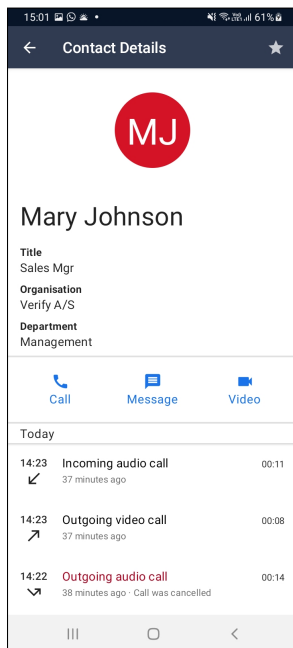 15:01 61%
Contact Details
MJ
Mary Johnson
Title
Sales Mgr
Organisation
Verify A/S
Department
Management
Call Message Video
Today
14:23 Incoming audio call 00:11
37 minutes ago
14:23 Outgoing video call 00:08
37 minutes ago
14:22 Outgoing audio call 00:14
38 minutes ago · Call was cancelled